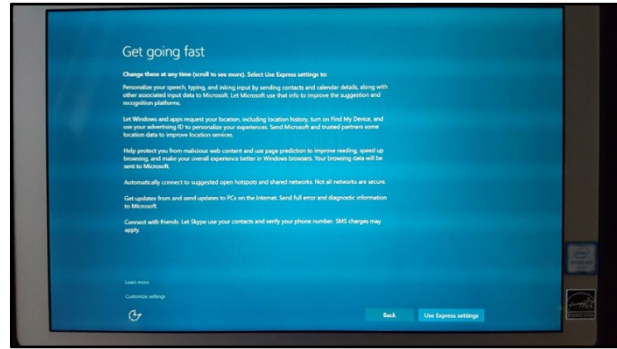 Get going fast
Change these at any time (scroll to see more). Select Use Express settings to:
Personalize your speech, typing, and inking input by sending contacts and calendar details, along with
other associated input data to Microsoft. Let Microsoft use that info to improve the suggestion and
recognition platforms.
Let Windows and apps request your location, including location history, turn on Find My Device, and
use your advertising ID to personalize your experiences. Send Microsoft and trusted partners some
location data to improve location services.
Help protect you from malicious web content and use page prediction to improve reading, speed up
browsing, and make your overall experience better in Windows browsers. Your browsing data will be
sent to Microsoft.
Automatically connect to suggested open hotspots and shared networks. Not all networks are secure.
Get updates from and send updates to PCs on the Internet. Send full error and diagnostic information
to Microsoft.
Connect with friends. Let Skype use your contacts and verify your phone number. SMS charges may
apply.
Learn more
Customize settings
Back
Use Express settings